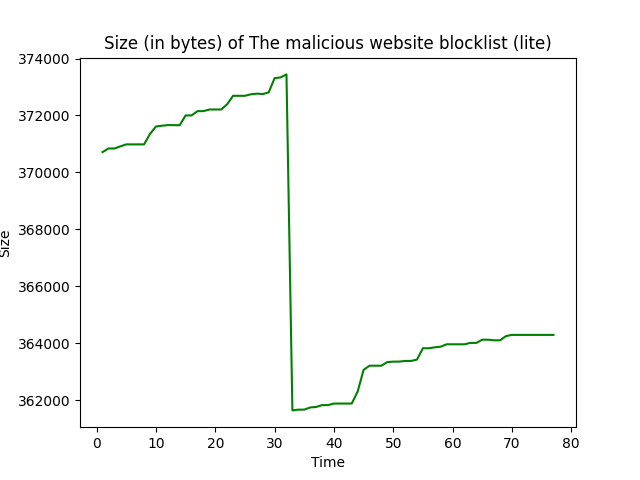 Size (in bytes) of The malicious website blocklist (lite)
374000
372000
370000
368000
366000
364000
362000
Size
0 10 20 30 40 50 60 70 80
Time